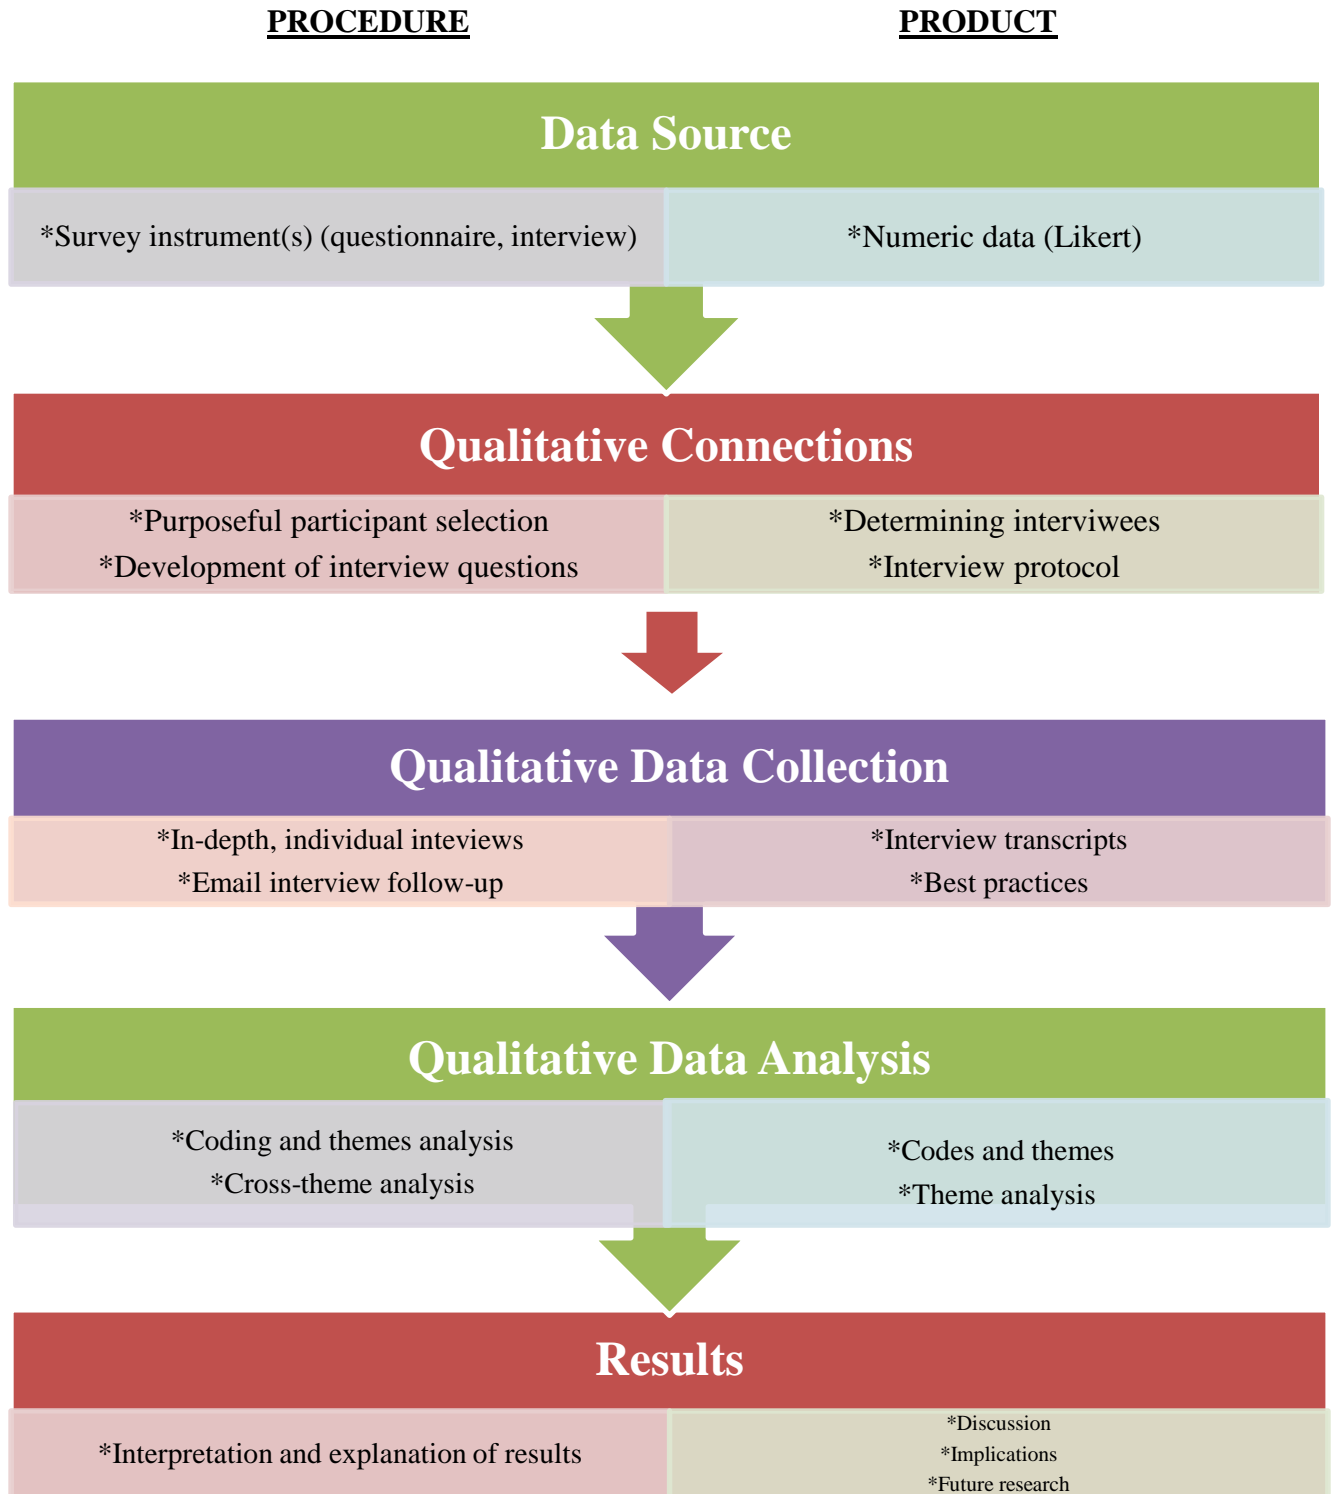 PROCEDURE PRODUCT
Data Source
*Survey instrument(s) (questionnaire, interview)
*Numeric data (Likert)
Qualitative Connections
*Purposeful participant selection
*Development of interview questions
*Determining interviwees
*Interview protocol
Qualitative Data Collection
*In-depth, individual inteviews
*Email interview follow-up
*Interview transcripts
*Best practices
Qualitative Data Analysis
*Coding and themes analysis
*Cross-theme analysis
*Codes and themes
*Theme analysis
Results
*Interpretation and explanation of results
*Discussion
*Implications
*Future research